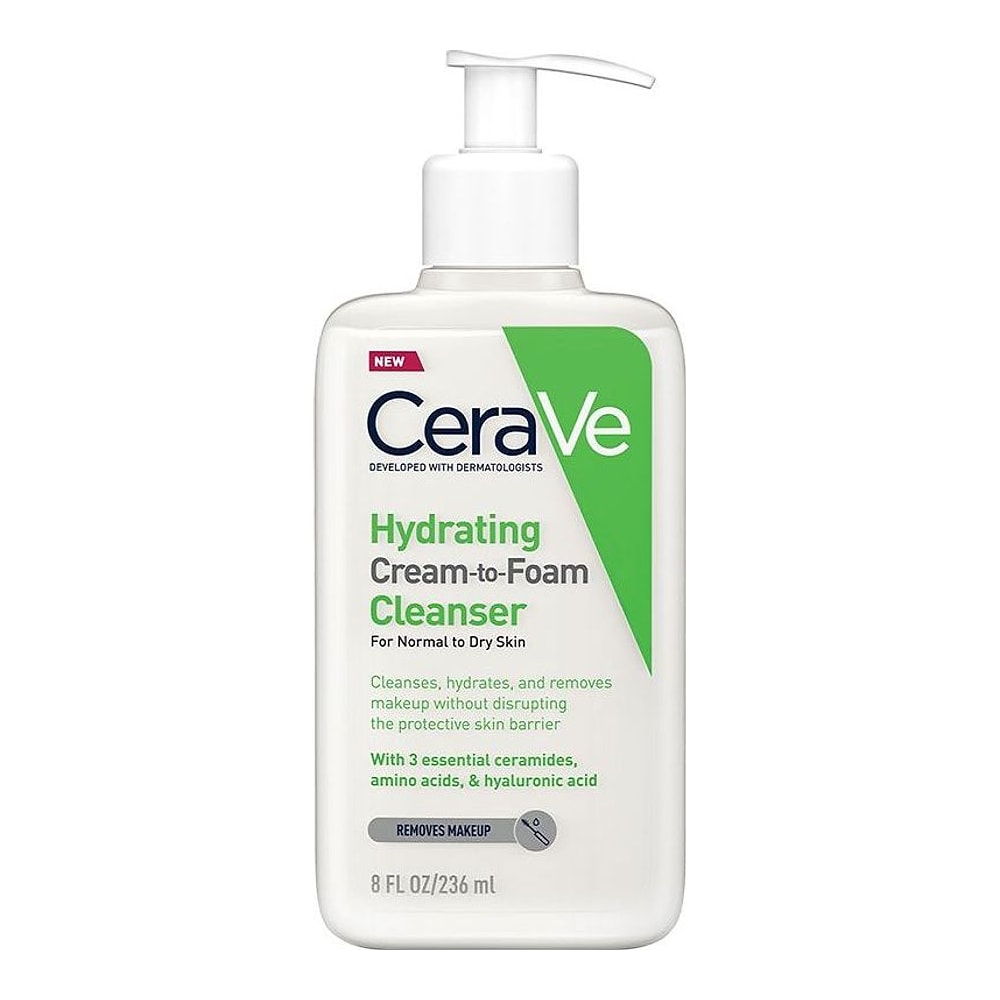 NEW
CeraVe
DEVELOPED WITH DERMATOLOGISTS
Hydrating
Cream-to-Foam
Cleanser
For Normal to Dry Skin
Cleanses, hydrates, and removes
makeup without disrupting
the protective skin barrier
With 3 essential ceramides,
amino acids, & hyaluronic acid
REMOVES MAKEUP
8 FL OZ/236 ml